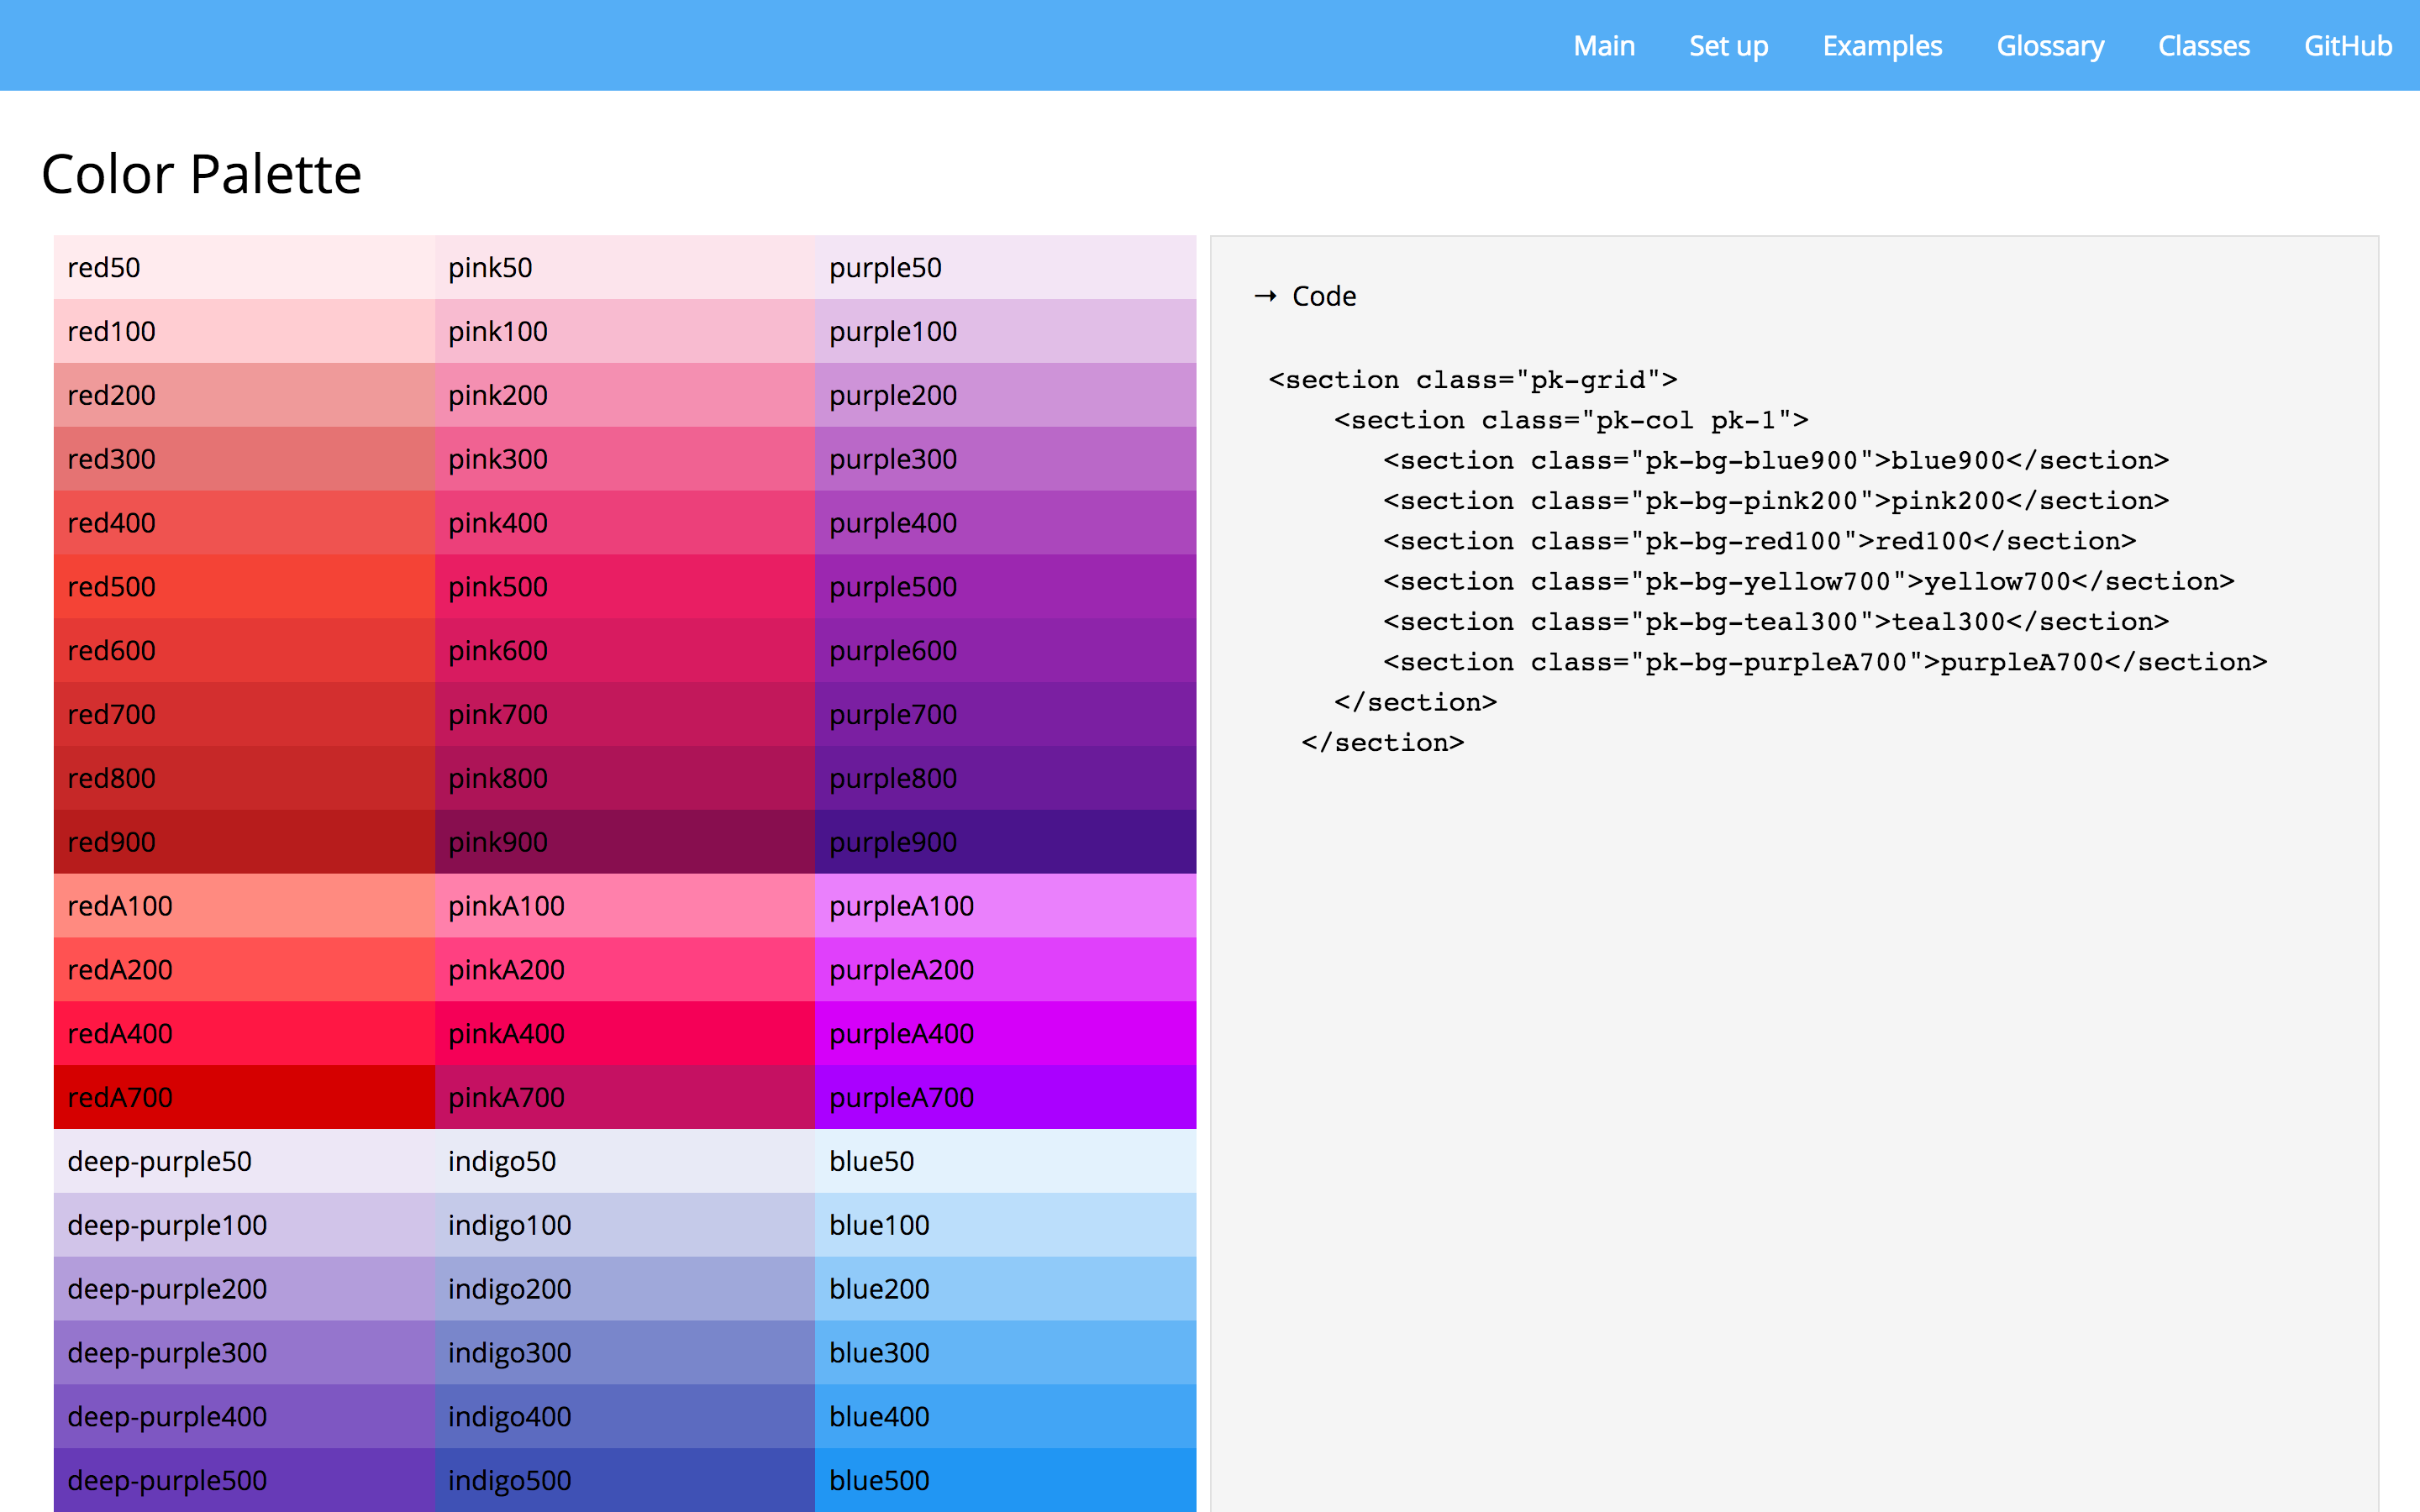 Main Set up Examples Glossary Classes GitHub
Color Palette
red50 pink50 purple50
red100 pink100 purple100
red200 pink200 purple200
red300 pink300 purple300
red400 pink400 purple400
red500 pink500 purple500
red600 pink600 purple600
red700 pink700 purple700
red800 pink800 purple800
red900 pink900 purple900
redA100 pinkA100 purpleA100
redA200 pinkA200 purpleA200
redA400 pinkA400 purpleA400
redA700 pinkA700 purpleA700
deep-purple50 indigo50 blue50
deep-purple100 indigo100 blue100
deep-purple200 indigo200 blue200
deep-purple300 indigo300 blue300
deep-purple400 indigo400 blue400
deep-purple500 indigo500 blue500
→ Code
<section class="pk-grid">
    <section class="pk-col pk-1">
       <section class="pk-bg-blue900">blue900</section>
       <section class="pk-bg-pink200">pink200</section>
       <section class="pk-bg-red100">red100</section>
       <section class="pk-bg-yellow700">yellow700</section>
       <section class="pk-bg-teal300">teal300</section>
       <section class="pk-bg-purpleA700">purpleA700</section>
    </section>
  </section>